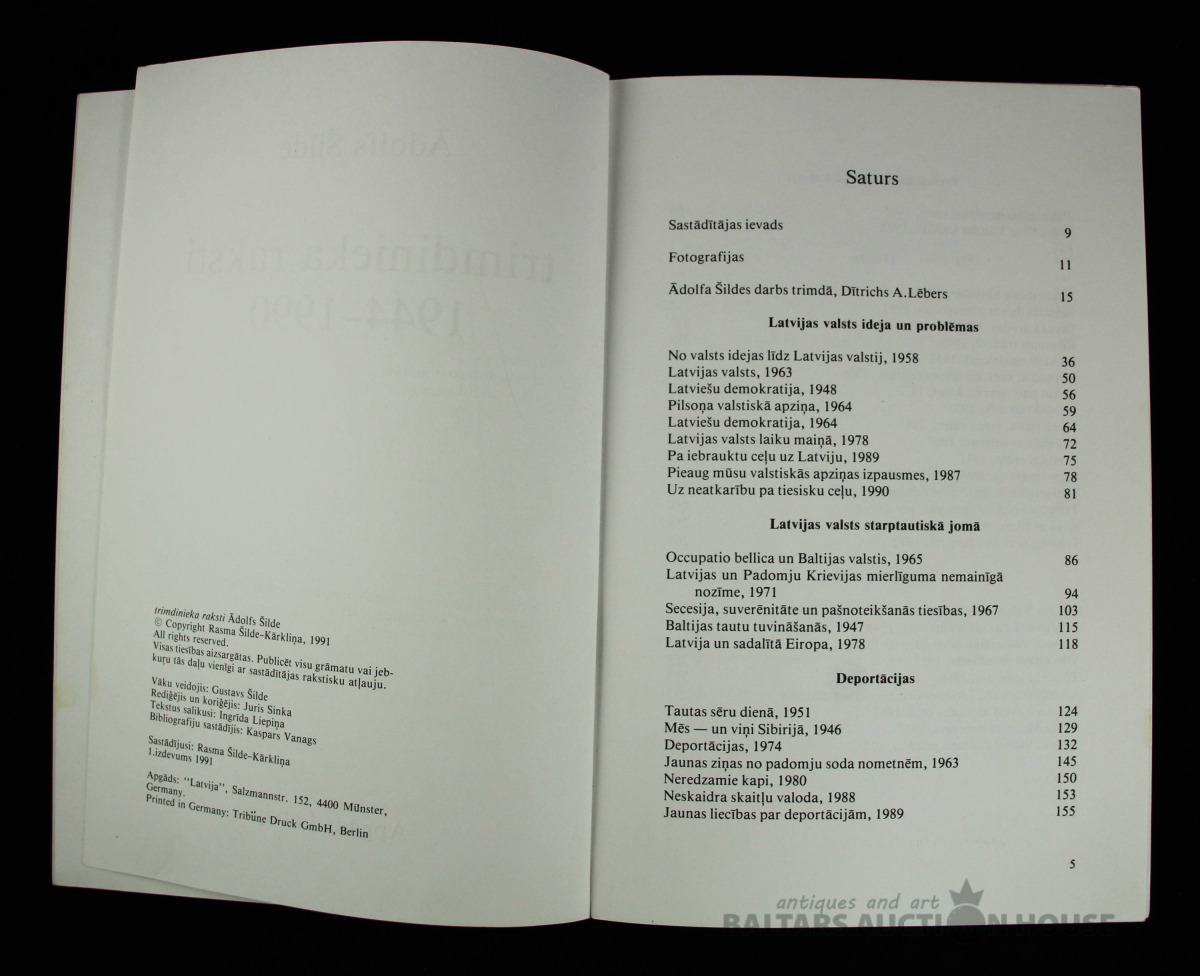 Ādolfs Šilde
trimdinieka raksti
1944–1990
trimdinieka raksti Ādolfs Šilde
© Copyright Rasma Šilde-Kārkliņa, 1991
All rights reserved.
Visas tiesības aizsargātas. Publicēt visu grāmatu vai jeb-
kuŗu tās daļu vienīgi ar sastādītājas rakstisku atļauju.
Vāku veidojis: Gustavs Šilde
Rediģējis un koriģējis: Juris Sinka
Tekstus salikusi: Ingrīda Liepiņa
Bibliografiju sastādījis: Kaspars Vanags
Sastādījusi: Rasma Šilde-Kārkliņa
1.izdevums 1991
Apgāds: "Latvija", Salzmannstr. 152, 4400 Münster,
Germany.
Printed in Germany: Tribüne Druck GmbH, Berlin
Saturs
Sastādītājas ievads 9
Fotografijas 11
Ādolfa Šildes darbs trimdā, Dītrichs A.Lēbers 15
Latvijas valsts ideja un problēmas
No valsts idejas līdz Latvijas valstij, 1958 36
Latvijas valsts, 1963 50
Latviešu demokratija, 1948 56
Pilsoņa valstiskā apziņa, 1964 59
Latviešu demokratija, 1964 64
Latvijas valsts laiku maiņā, 1978 72
Pa iebrauktu ceļu uz Latviju, 1989 75
Pieaug mūsu valstiskās apziņas izpausmes, 1987 78
Uz neatkarību pa tiesisku ceļu, 1990 81
Latvijas valsts starptautiskā jomā
Occupatio bellica un Baltijas valstis, 1965 86
Latvijas un Padomju Krievijas mierlīguma nemainīgā
nozīme, 1971 94
Secesija, suverēnitāte un pašnoteikšanās tiesības, 1967 103
Baltijas tautu tuvināšanās, 1947 115
Latvija un sadalītā Eiropa, 1978 118
Deportācijas
Tautas sēru dienā, 1951 124
Mēs — un viņi Sibirijā, 1946 129
Deportācijas, 1974 132
Jaunas ziņas no padomju soda nometnēm, 1963 145
Neredzamie kapi, 1980 150
Neskaidra skaitļu valoda, 1988 153
Jaunas liecības par deportācijām, 1989 155
5
antiques and art
BALTARS AUCTION HOUSE